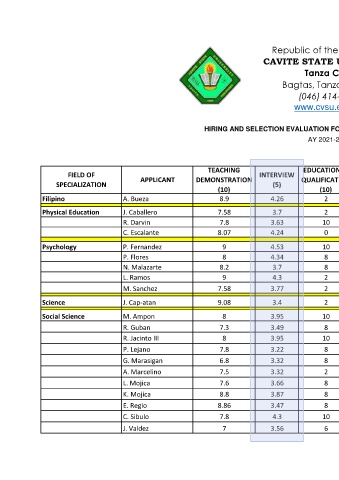 Republic of the
CAVITE STATE U
Tanza C
Bagtas, Tanza
(046) 414-
www.cvsu.e
HIRING AND SELECTION EVALUATION FO
AY 2021-2
FIELD OF SPECIALIZATION APPLICANT TEACHING DEMONSTRATION (10) INTERVIEW (5) EDUCATION QUALIFICAT (10)
Filipino A. Bueza 8.9 4.26 2
Physical Education J. Caballero 7.58 3.7 2
R. Darvin 7.8 3.63 10
C. Escalante 8.07 4.24 0
Psychology P. Fernandez 9 4.53 10
P. Flores 8 4.34 8
N. Malazarte 8.2 3.7 8
L. Ramos 9 4.3 2
M. Sanchez 7.58 3.77 2
Science J. Cap-atan 9.08 3.4 2
Social Science M. Ampon 8 3.95 10
R. Guban 7.3 3.49 8
R. Jacinto III 8 3.95 10
P. Lejano 7.8 3.22 8
G. Marasigan 6.8 3.32 8
A. Marcelino 7.5 3.32 2
L. Mojica 7.6 3.66 8
K. Mojica 8.8 3.87 8
E. Regio 8.86 3.47 8
C. Sibulo 7.8 4.3 10
J. Valdez 7 3.56 6